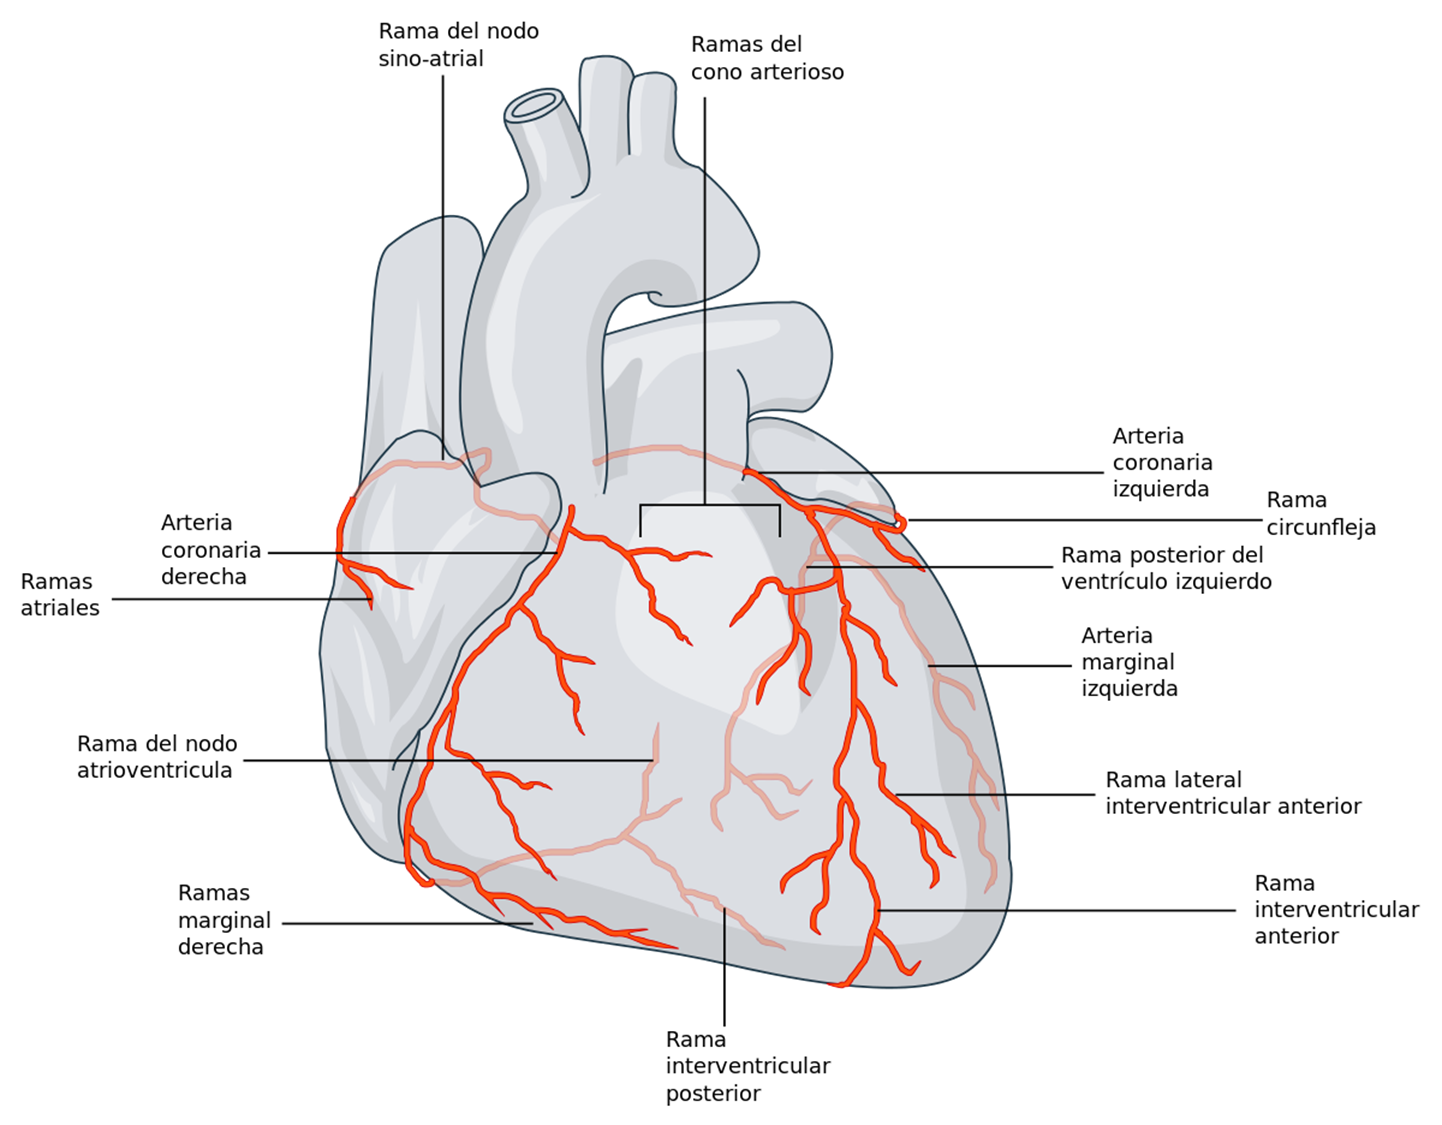 Rama del nodo
sino-atrial
Ramas del
cono arterioso
Arteria
coronaria
izquierda
Rama
circunfleja
Arteria
coronaria
derecha
Rama posterior del
ventrículo izquierdo
Ramas
atriales
Arteria
marginal
izquierda
Rama del nodo
atrioventricula
Rama lateral
interventricular anterior
Ramas
marginal
derecha
Rama
interventricular
anterior
Rama
interventricular
posterior